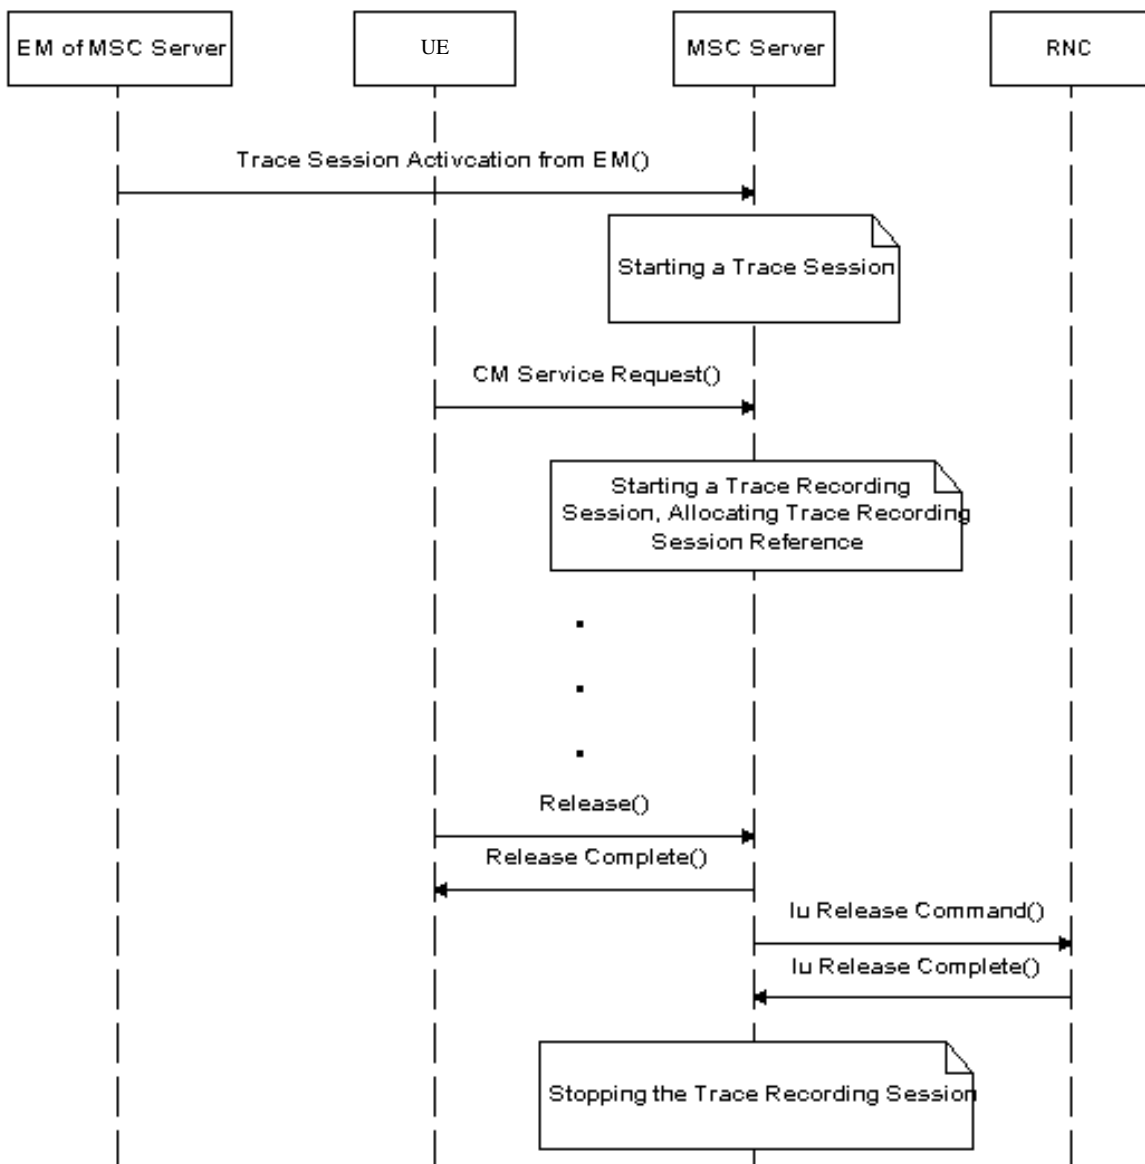 EM of MSC Server
UE
MSC Server
RNC
Trace Session Activcation from EM()
Starting a Trace Session
CM Service Request()
Starting a Trace Recording
Session, Allocating Trace Recording
Session Reference
Release()
Release Complete()
Iu Release Command()
Iu Release Complete()
Stopping the Trace Recording Session